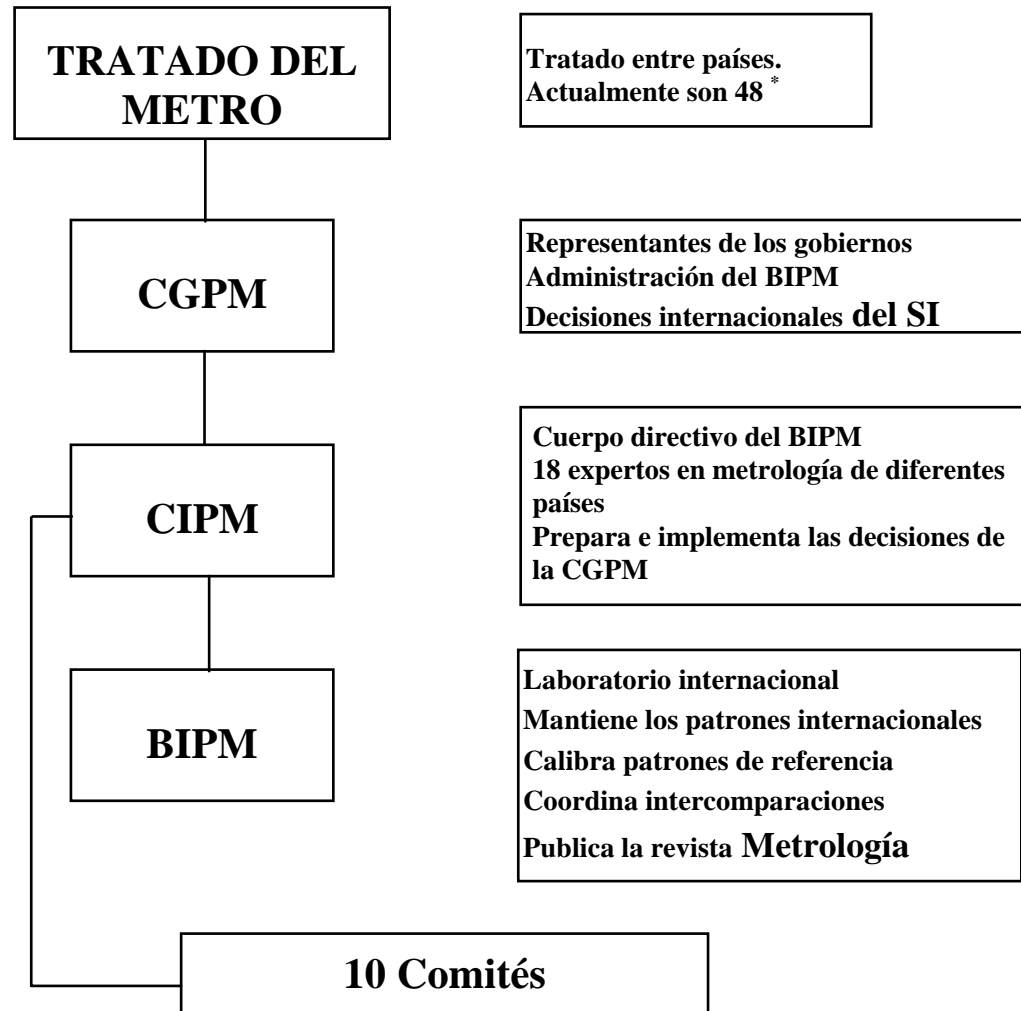 TRATADO DEL
METRO
Tratado entre países.
Actualmente son 48 *
CGPM
Representantes de los gobiernos
Administración del BIPM
Decisiones internacionales del SI
CIPM
Cuerpo directivo del BIPM
18 expertos en metrología de diferentes
países
Prepara e implementa las decisiones de
la CGPM
BIPM
Laboratorio internacional
Mantiene los patrones internacionales
Calibra patrones de referencia
Coordina intercomparaciones
Publica la revista Metrología
10 Comités